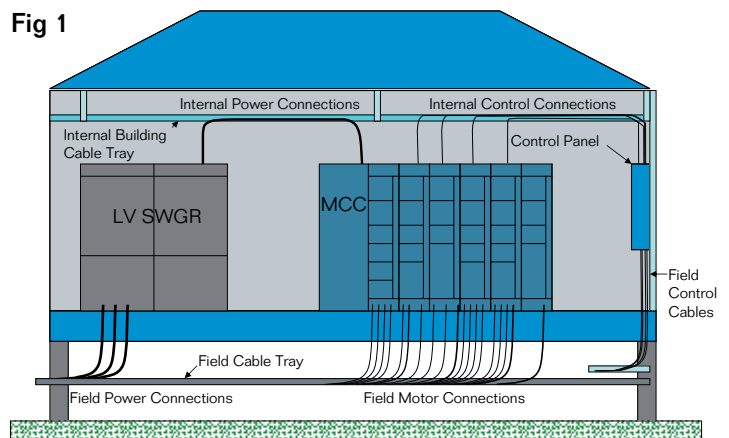 Fig 1
Internal Power Connections
Internal Control Connections
Internal Building
Cable Tray
Control Panel
LV SWGR
MCC
Field
Control
Cables
Field Cable Tray
Field Power Connections
Field Motor Connections